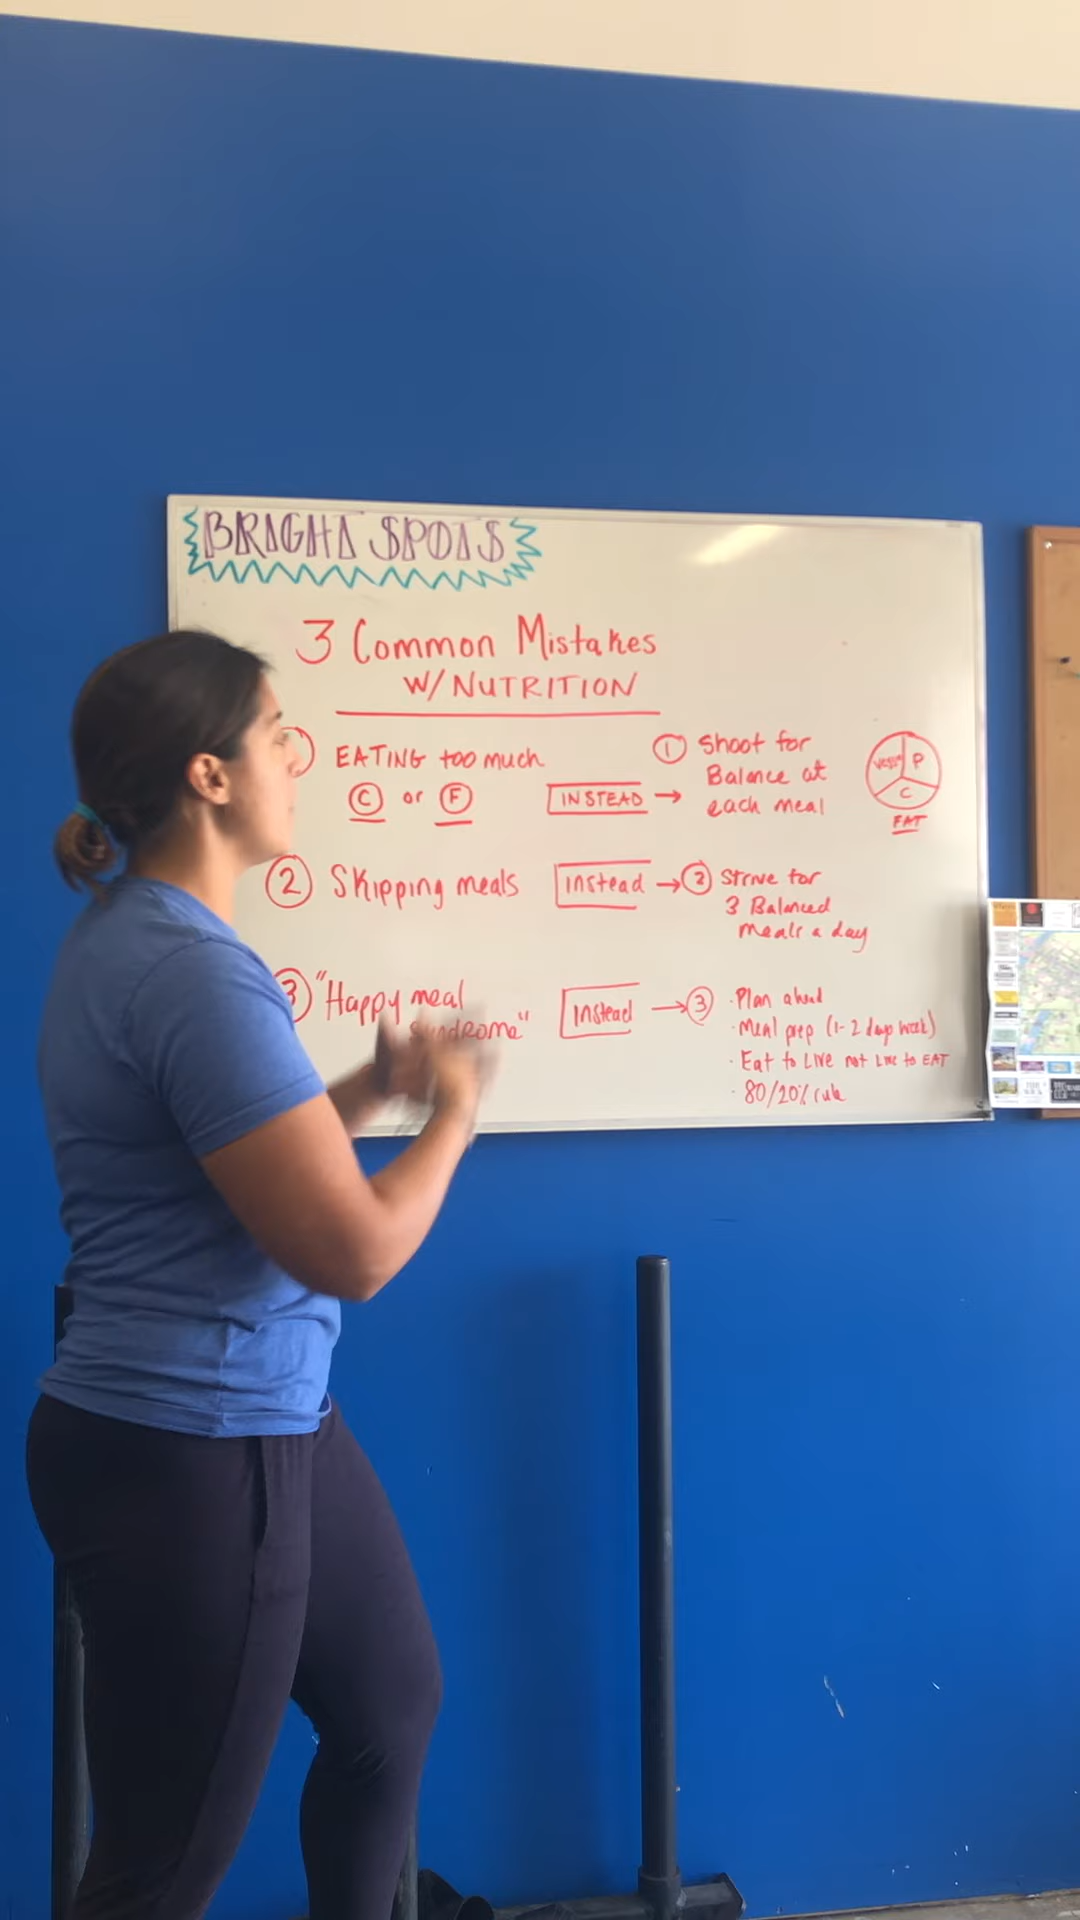 BRIGHT SPOTS
3 Common Mistakes
W/ NUTRITION
EATING too much
C or F
INSTEAD →
1 Shoot for
Balance at
each meal
P
C
FAT
2 Skipping meals
Instead →
2 Strive for
3 Balanced
meals a day
3 "Happy meal
syndrome"
Instead →
3 · Plan ahead
· Meal prep (1-2 days week)
· Eat to Live not Live to EAT
· 80/20% rule